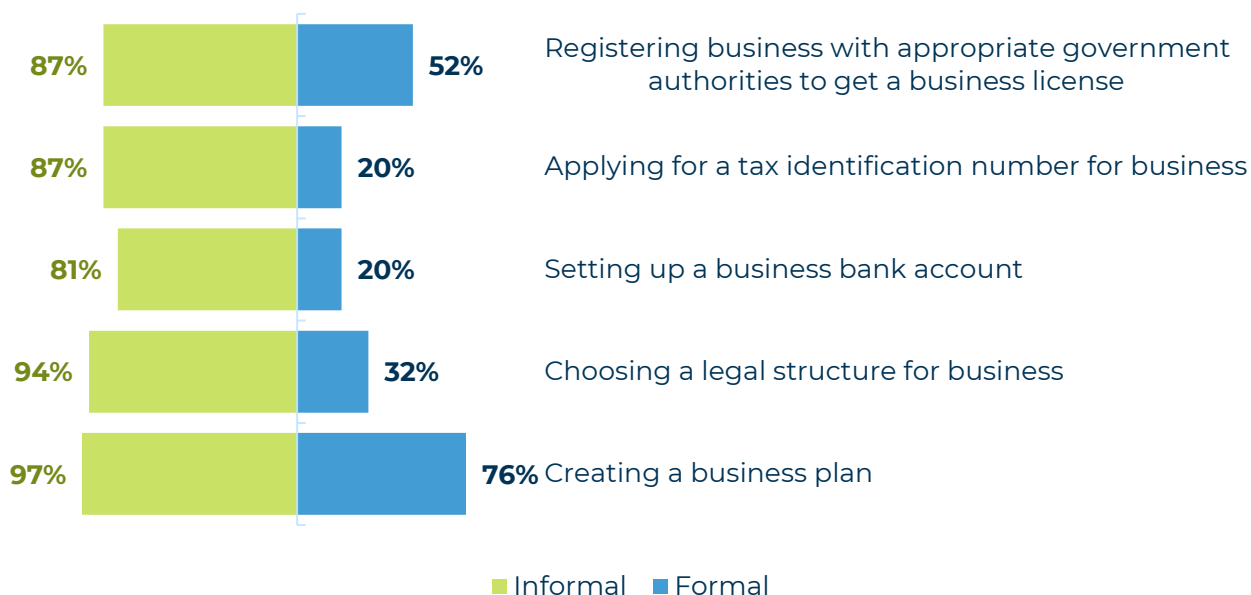 87%
52%
Registering business with appropriate government
authorities to get a business license
87%
20%
Applying for a tax identification number for business
81%
20%
Setting up a business bank account
94%
32%
Choosing a legal structure for business
97%
76%
Creating a business plan
Informal
Formal